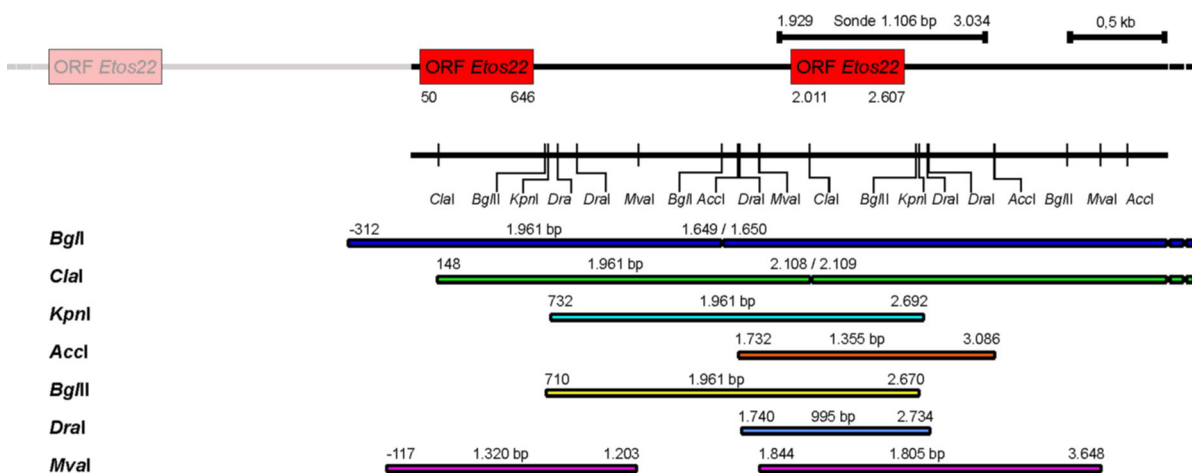 1.929 Sonde 1.106 bp 3.034 0,5 kb
ORF Etos22 ORF Etos22 ORF Etos22
50 646 2.011 2.607
ClaI BglII KpnI Dra DraI MvaI BglI AccI DraI MvaI ClaI BglII KpnI DraI DraI AccI BglII MvaI AccI
BglI -312 1.961 bp 1.649 / 1.650
ClaI 148 1.961 bp 2.108 / 2.109
KpnI 732 1.961 bp 2.692
AccI 1.732 1.355 bp 3.086
BglII 710 1.961 bp 2.670
DraI 1.740 995 bp 2.734
MvaI -117 1.320 bp 1.203 1.844 1.805 bp 3.648